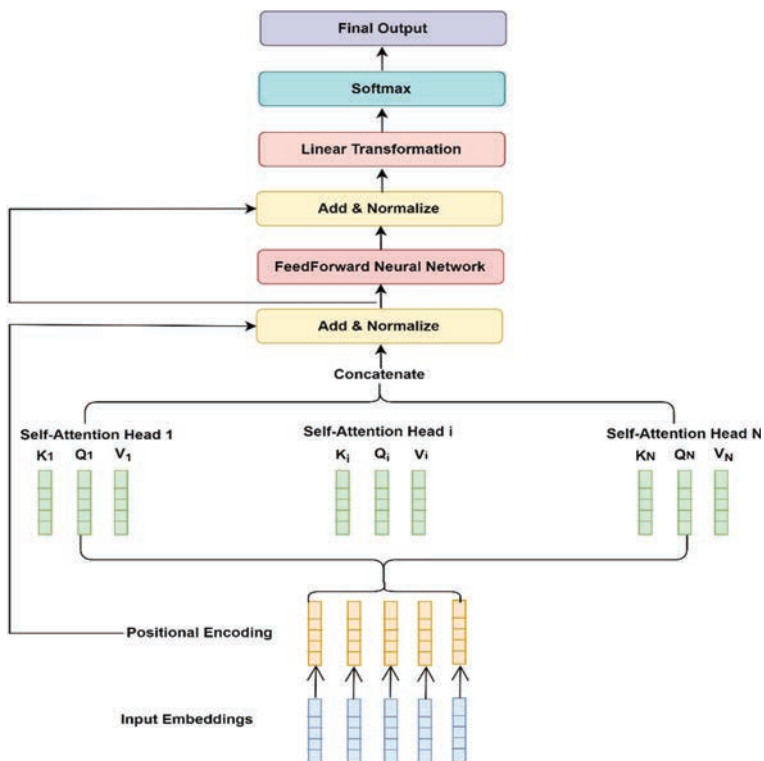 Final Output
Softmax
Linear Transformation
Add & Normalize
FeedForward Neural Network
Add & Normalize
Concatenate
Self-Attention Head 1
K1 Q1 V1
Self-Attention Head i
Ki Qi Vi
Self-Attention Head N
KN QN VN
Positional Encoding
Input Embeddings